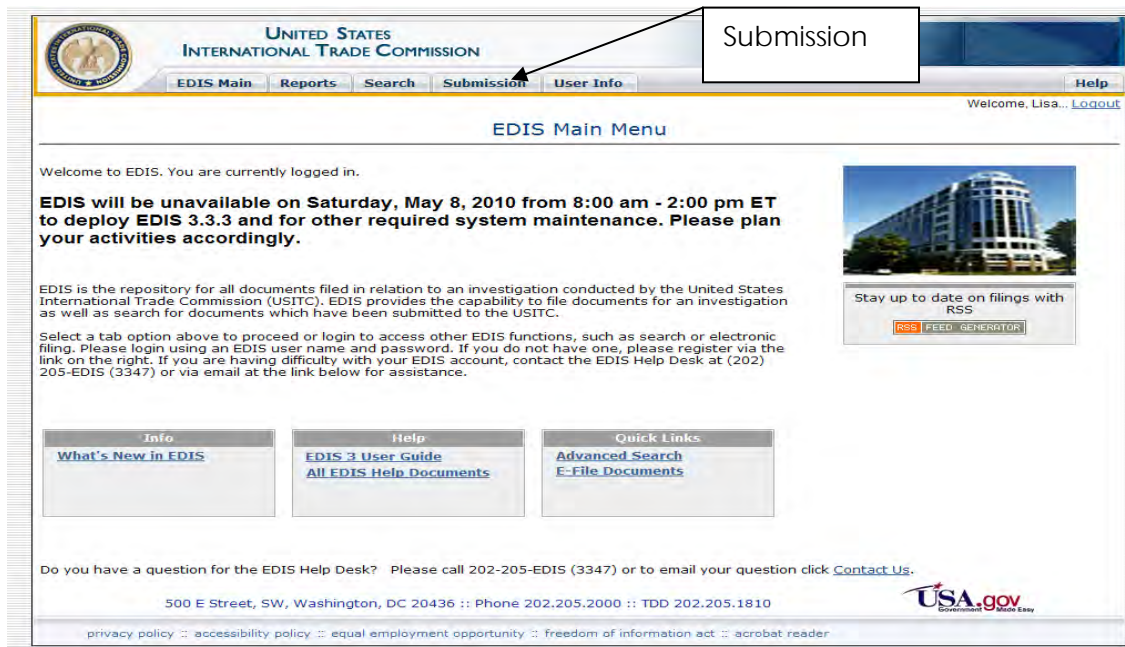 UNITED STATES
INTERNATIONAL TRADE COMMISSION
Submission
EDIS Main Reports Search Submission User Info Help
Welcome, Lisa... Logout
EDIS Main Menu
Welcome to EDIS. You are currently logged in.
EDIS will be unavailable on Saturday, May 8, 2010 from 8:00 am - 2:00 pm ET
to deploy EDIS 3.3.3 and for other required system maintenance. Please plan
your activities accordingly.
EDIS is the repository for all documents filed in relation to an investigation conducted by the United States
International Trade Commission (USITC). EDIS provides the capability to file documents for an investigation
as well as search for documents which have been submitted to the USITC.
Select a tab option above to proceed or login to access other EDIS functions, such as search or electronic
filing. Please login using an EDIS user name and password. If you do not have one, please register via the
link on the right. If you are having difficulty with your EDIS account, contact the EDIS Help Desk at (202)
205-EDIS (3347) or via email at the link below for assistance.
Stay up to date on filings with
RSS
RSS FEED GENERATOR
Info
What's New in EDIS
Help
EDIS 3 User Guide
All EDIS Help Documents
Quick Links
Advanced Search
E-File Documents
Do you have a question for the EDIS Help Desk? Please call 202-205-EDIS (3347) or to email your question click Contact Us.
500 E Street, SW, Washington, DC 20436 :: Phone 202.205.2000 :: TDD 202.205.1810
USA.gov
Government Made Easy
privacy policy :: accessibility policy :: equal employment opportunity :: freedom of information act :: acrobat reader